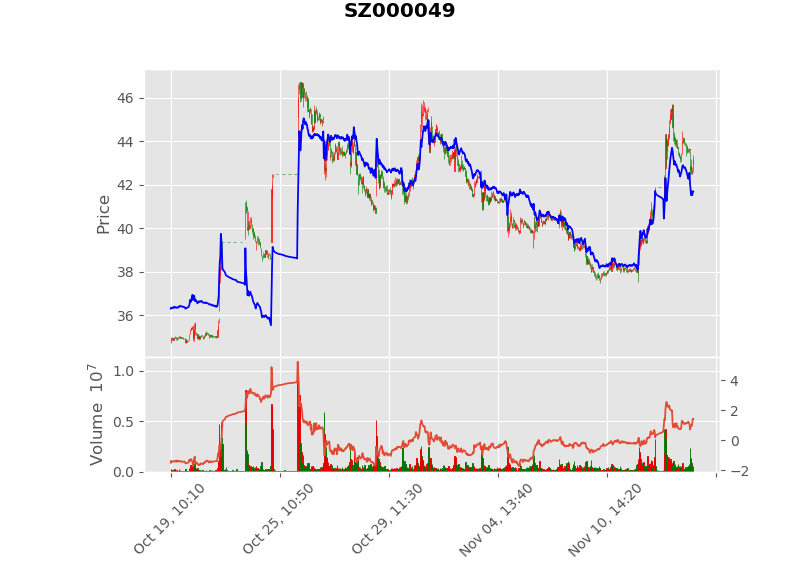 SZ000049
46
44
42
40
38
36
Price
1.0
0.5
0.0
Volume 10^7
4
2
0
−2
Oct 19, 10:10
Oct 25, 10:50
Oct 29, 11:30
Nov 04, 13:40
Nov 10, 14:20